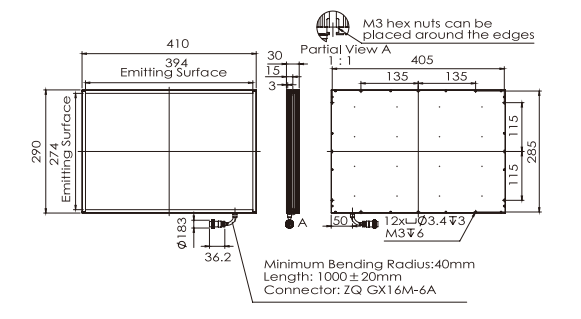 M3 hex nuts can be
placed around the edges
Partial View A
1 : 1
410
394
Emitting Surface
30
15
3
405
135
135
290
274
Emitting Surface
115
115
285
Ø183
36.2
A
50
12x⌴Ø3.4↧3
M3↧6
Minimum Bending Radius:40mm
Length: 1000±20mm
Connector: ZQ GX16M-6A